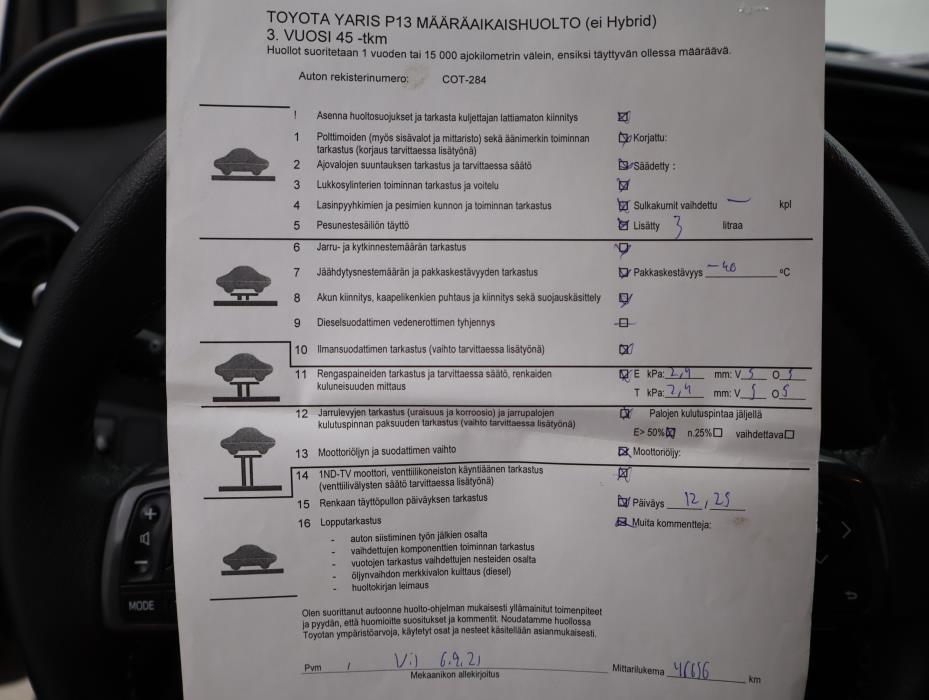 TOYOTA YARIS P13 MÄÄRÄAIKAISHUOLTO (ei Hybrid)
3. VUOSI 45 -tkm
Huollot suoritetaan 1 vuoden tai 15 000 ajokilometrin välein, ensiksi täyttyvän ollessa määräävä.
Auton rekisterinumero: COT-284
! Asenna huoltosuojukset ja tarkasta kuljettajan lattiamaton kiinnitys
1 Polttimoiden (myös sisävalot ja mittaristo) sekä äänimerkin toiminnan Korjattu:
tarkastus (korjaus tarvittaessa lisätyönä)
2 Ajovalojen suuntauksen tarkastus ja tarvittaessa säätö Säädetty :
3 Lukkosylinterien toiminnan tarkastus ja voitelu
4 Lasinpyyhkimien ja pesimien kunnon ja toiminnan tarkastus Sulkakumit vaihdettu — kpl
5 Pesunestesäiliön täyttö Lisätty 3 litraa
6 Jarru- ja kytkinnestemäärän tarkastus
7 Jäähdytysnestemäärän ja pakkaskestävyyden tarkastus Pakkaskestävyys -40 °C
8 Akun kiinnitys, kaapelikenkien puhtaus ja kiinnitys sekä suojauskäsittely
9 Dieselsuodattimen vedenerottimen tyhjennys
10 Ilmansuodattimen tarkastus (vaihto tarvittaessa lisätyönä)
11 Rengaspaineiden tarkastus ja tarvittaessa säätö, renkaiden E kPa: 2,4 mm: V 5 O 5
kuluneisuuden mittaus T kPa: 2,4 mm: V 5 O 5
12 Jarrulevyjen tarkastus (uraisuus ja korroosio) ja jarrupalojen Palojen kulutuspintaa jäljellä
kulutuspinnan paksuuden tarkastus (vaihto tarvittaessa lisätyönä) E> 50% n.25% vaihdettava
13 Moottoriöljyn ja suodattimen vaihto Moottoriöljy:
14 1ND-TV moottori, venttiilikoneiston käyntiäänen tarkastus
(venttiilivälysten säätö tarvittaessa lisätyönä)
15 Renkaan täyttöpullon päiväyksen tarkastus Päiväys 12,25
16 Lopputarkastus Muita kommentteja:
- auton siistiminen työn jälkien osalta
- vaihdettujen komponenttien toiminnan tarkastus
- vuotojen tarkastus vaihdettujen nesteiden osalta
- öljynvaihdon merkkivalon kuittaus (diesel)
- huoltokirjan leimaus
Olen suorittanut autoonne huolto-ohjelman mukaisesti yllämainitut toimenpiteet
ja pyydän, että huomioitte suositukset ja kommentit. Noudatamme huollossa
Toyotan ympäristöarvoja, käytetyt osat ja nesteet käsitellään asianmukaisesti.
Pvm / 6.9.21 Mittarilukema km
Mekaanikon allekirjoitus
MODE